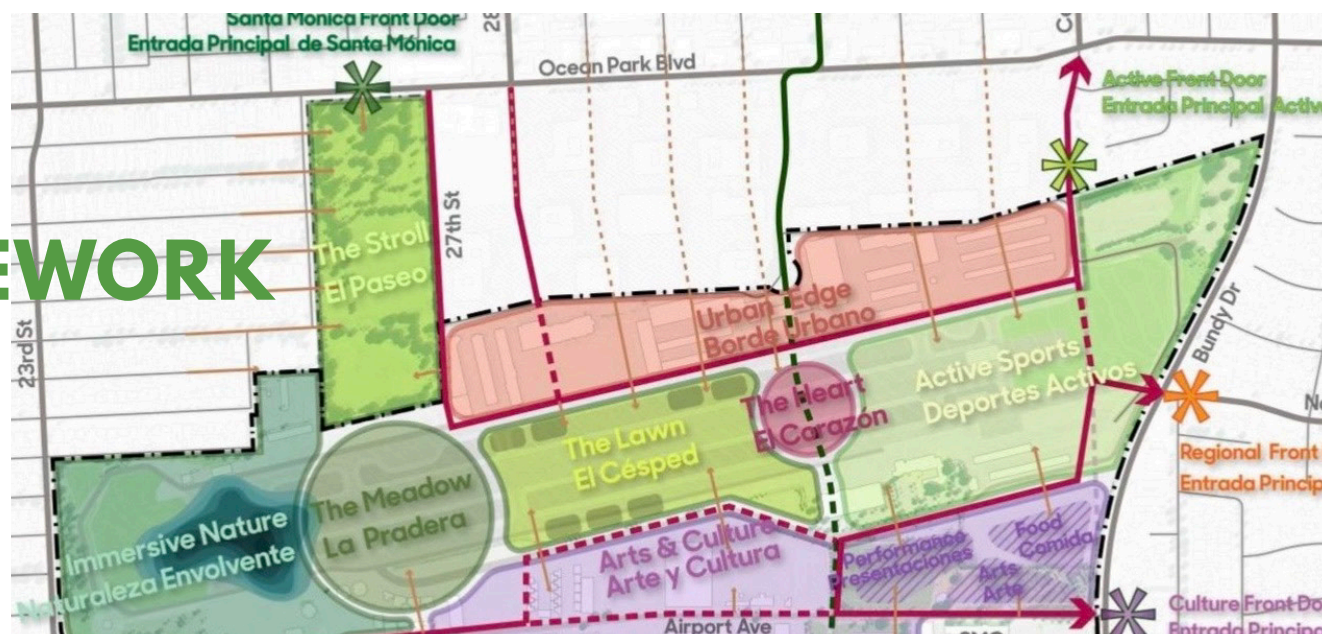 Santa Monica Front Door
Entrada Principal de Santa Mónica
28
Ocean Park Blvd
Active Front Door
Entrada Principal Activ
EWORK
The Stroll
El Paseo
27th St
23rd St
Urban Edge
Borde Urbano
Bundy Dr
The Heart
El Carazón
Active Sports
Deportes Activos
The Lawn
El Césped
The Meadow
La Pradera
Immersive Nature
Naturaleza Envolvente
Regional Front
Entrada Princip
Arts & Culture
Arte y Cultura
Performance
Presentaciones
Food
Comida
Arts
Arte
Culture Front Do
Entrada Principa
Airport Ave